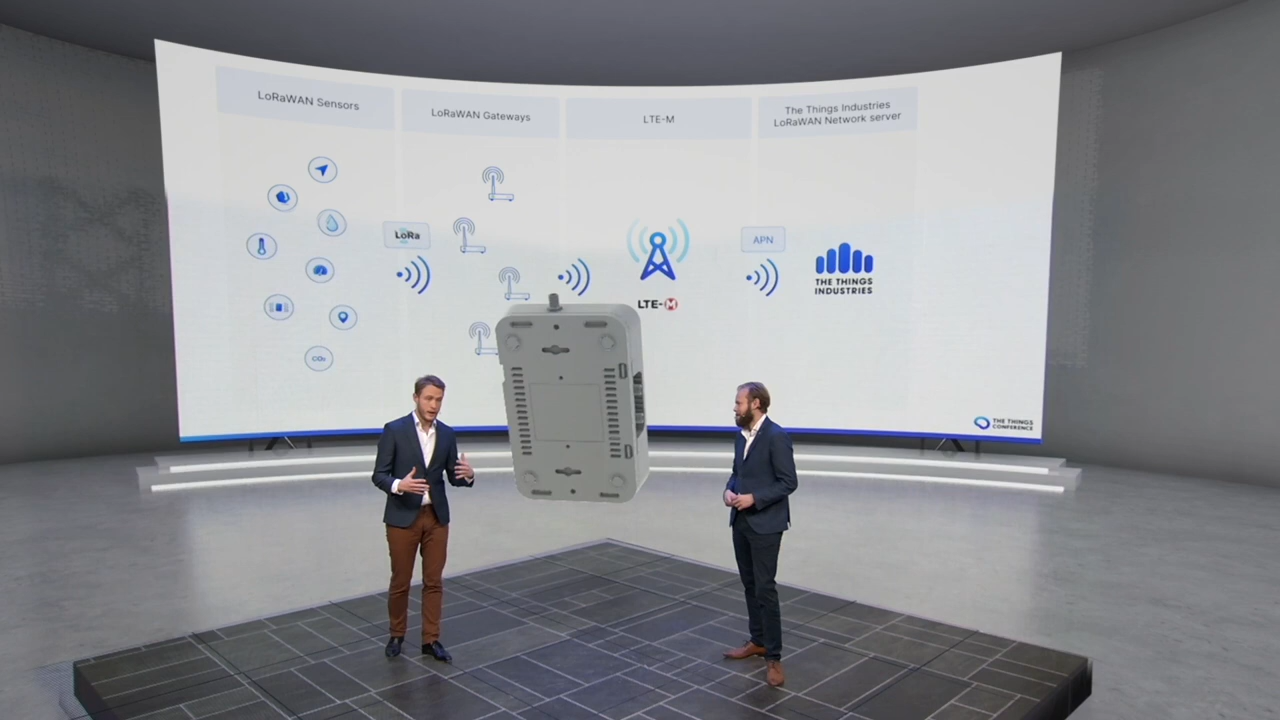 LoRaWAN Sensors
LoRaWAN Gateways
LTE-M
The Things Industries
LoRaWAN Network server
LoRa
APN
LTE-M
THE THINGS
INDUSTRIES
CO₂
THE THINGS
CONFERENCE